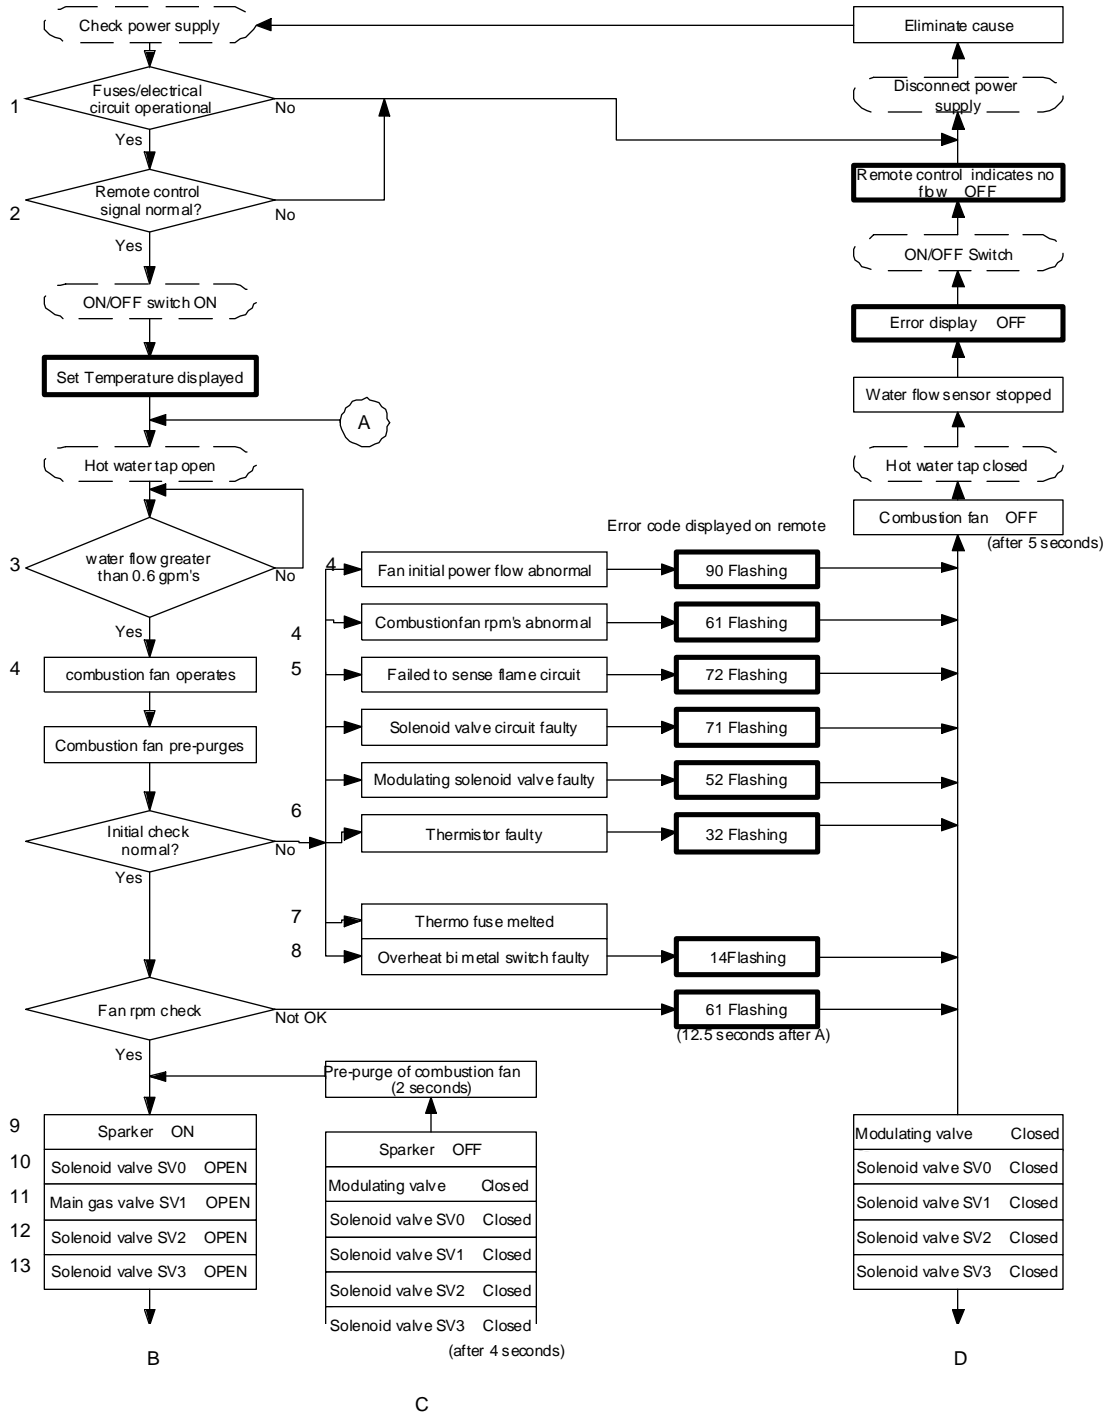 Check power supply
Eliminate cause
Disconnect power
supply
1
Fuses/electrical
circuit operational
No
Yes
2
Remote control
signal normal?
No
Yes
Remote control indicates no
flow OFF
ON/OFF Switch
ON/OFF switch ON
Error display OFF
Set Temperature displayed
Water flow sensor stopped
A
Hot water tap open
Hot water tap closed
Combustion fan OFF
(after 5 seconds)
Error code displayed on remote
3
water flow greater
than 0.6 gpm's
No
Yes
4
Fan initial power flow abnormal
90 Flashing
4
Combustion fan rpm's abnormal
61 Flashing
4
combustion fan operates
5
Failed to sense flame circuit
72 Flashing
Combustion fan pre-purges
Solenoid valve circuit faulty
71 Flashing
Modulating solenoid valve faulty
52 Flashing
6
Initial check
normal?
No
Yes
Thermistor faulty
32 Flashing
7
Thermo fuse melted
8
Overheat bi metal switch faulty
14Flashing
Fan rpm check
Not OK
Yes
61 Flashing
(12.5 seconds after A)
Pre-purge of combustion fan
(2 seconds)
9
Sparker ON
10
Solenoid valve SV0 OPEN
11
Main gas valve SV1 OPEN
12
Solenoid valve SV2 OPEN
13
Solenoid valve SV3 OPEN
Sparker OFF
Modulating valve Closed
Solenoid valve SV0 Closed
Solenoid valve SV1 Closed
Solenoid valve SV2 Closed
Solenoid valve SV3 Closed
(after 4 seconds)
Modulating valve Closed
Solenoid valve SV0 Closed
Solenoid valve SV1 Closed
Solenoid valve SV2 Closed
Solenoid valve SV3 Closed
B
D
C